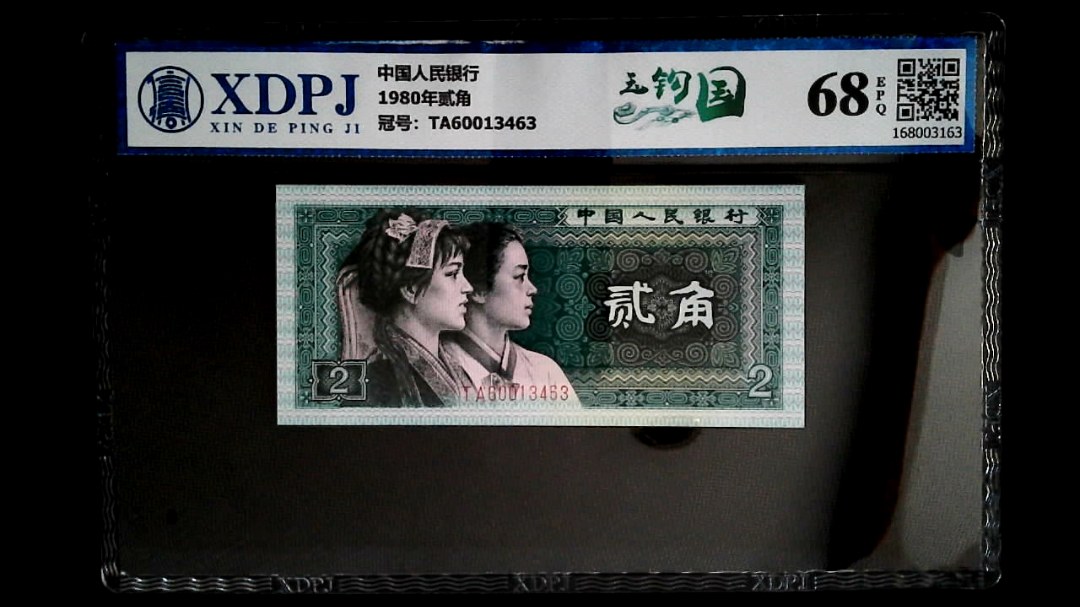 XDPJ
XIN DE PING JI
中国人民银行
1980年贰角
冠号：TA60013463
玉钩国
68
EPQ
168003163
中国人民银行
贰角
2
TA60013463
2
XDPJ
XDPJ
XDPJ